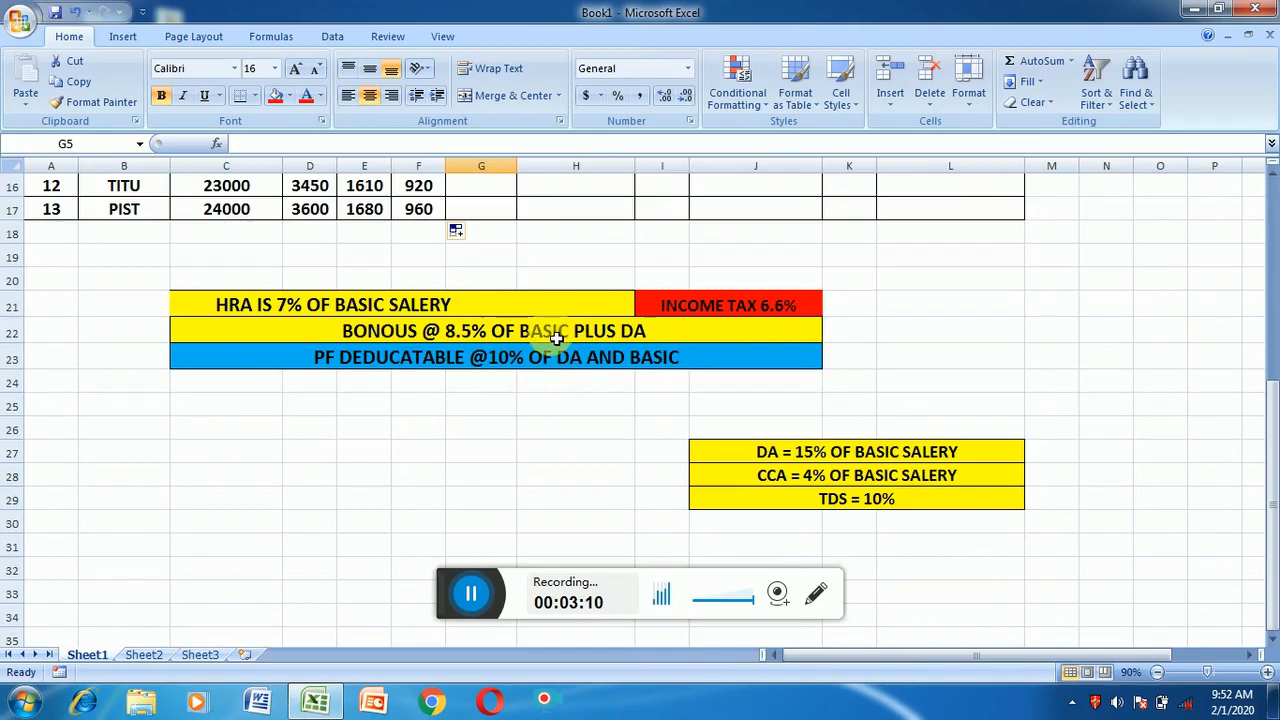 Book1 - Microsoft Excel
Home Insert Page Layout Formulas Data Review View
Cut
Copy
Format Painter
Paste
Clipboard
Calibri 16
B I U
Font
Wrap Text
Merge & Center
Alignment
General
$ % ,
Number
Conditional Formatting
Format as Table
Cell Styles
Styles
Insert Delete Format
Cells
AutoSum
Fill
Clear
Sort & Filter
Find & Select
Editing
G5 fx
A B C D E F G H I J K L M N O P
16 12 TITU 23000 3450 1610 920
17 13 PIST 24000 3600 1680 960
18
19
20
21 HRA IS 7% OF BASIC SALERY INCOME TAX 6.6%
22 BONOUS @ 8.5% OF BASIC PLUS DA
23 PF DEDUCATABLE @10% OF DA AND BASIC
24
25
26
27 DA = 15% OF BASIC SALERY
28 CCA = 4% OF BASIC SALERY
29 TDS = 10%
30
31
32
33
34
35
Recording...
00:03:10
Sheet1 Sheet2 Sheet3
Ready 90%
9:52 AM
2/1/2020